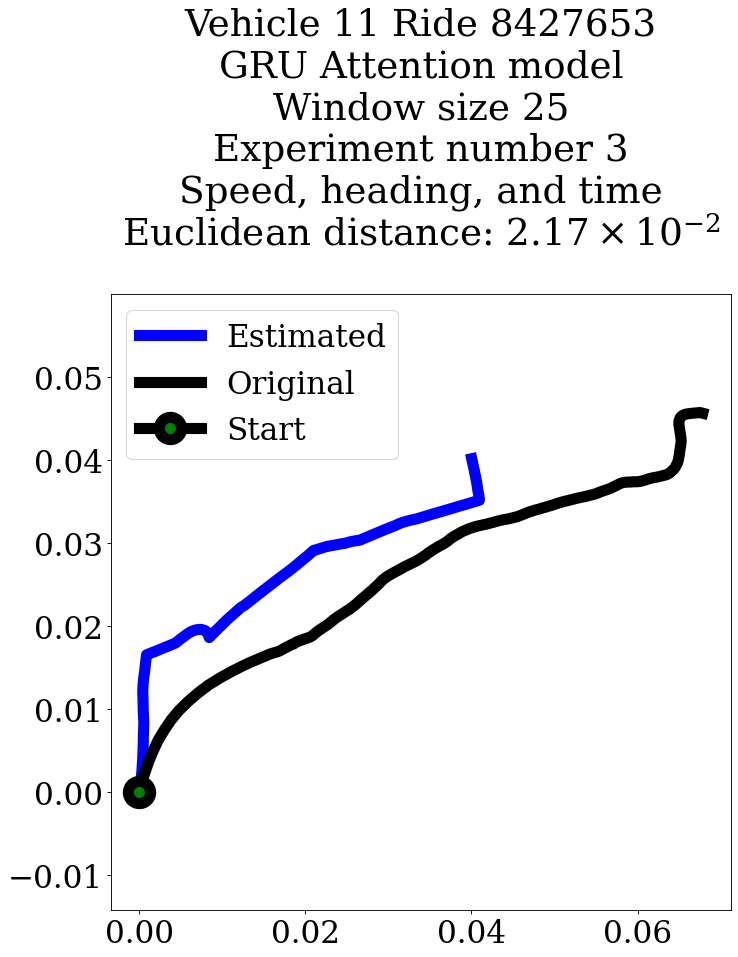 Vehicle 11 Ride 8427653
GRU Attention model
Window size 25
Experiment number 3
Speed, heading, and time
Euclidean distance: 2.17 × 10⁻²
Estimated
Original
Start
0.05
0.04
0.03
0.02
0.01
0.00
−0.01
0.00 0.02 0.04 0.06